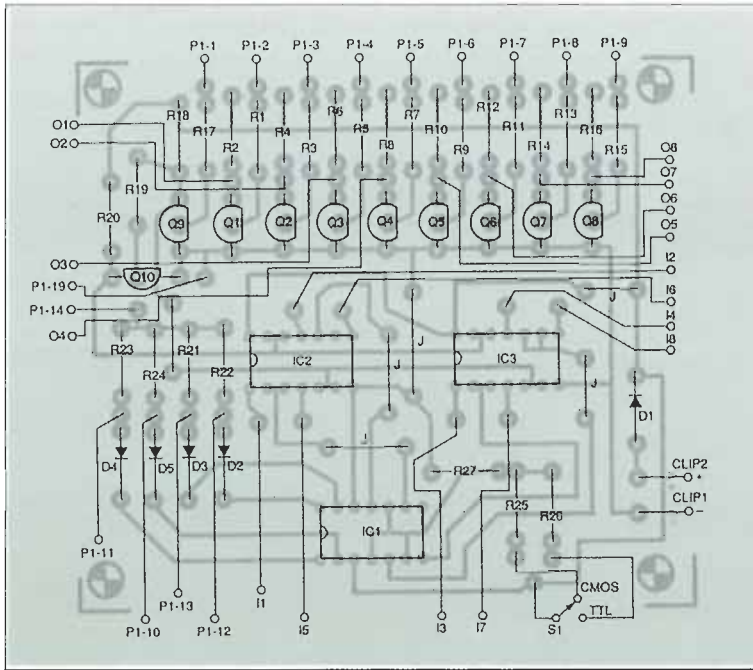 P1-1 P1-2 P1-3 P1-4 P1-5 P1-6 P1-7 P1-8 P1-9
R18 R17 R2 R1 R4 R3 R6 R5 R8 R7 R10 R9 R12 R11 R14 R13 R16 R15
O1
O2
O8
O7
R19
R20
Q9 Q1 Q2 Q3 Q4 Q5 Q6 Q7 Q8
O6
O5
O3
Q10
I2
P1-19
I6
P1-14
J
I4
O4
I8
R23 R24 R21 R22
IC2 J J IC3 J
D1
J
D4 D5 D3 D2
R27
CLIP2
+
CLIP1
−
R25 R26
IC1
P1-11
P1-10 P1-13 P1-12 I1 I5 I3 I7
CMOS
S1 TTL